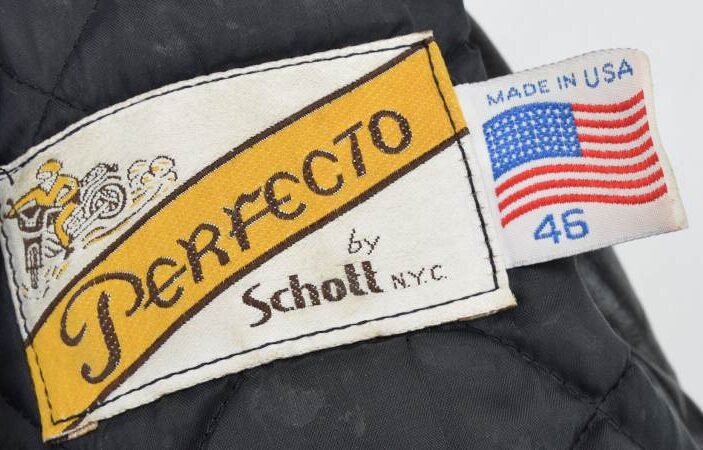 PERFECTO
by
Schott N.Y.C.
MADE IN USA
46